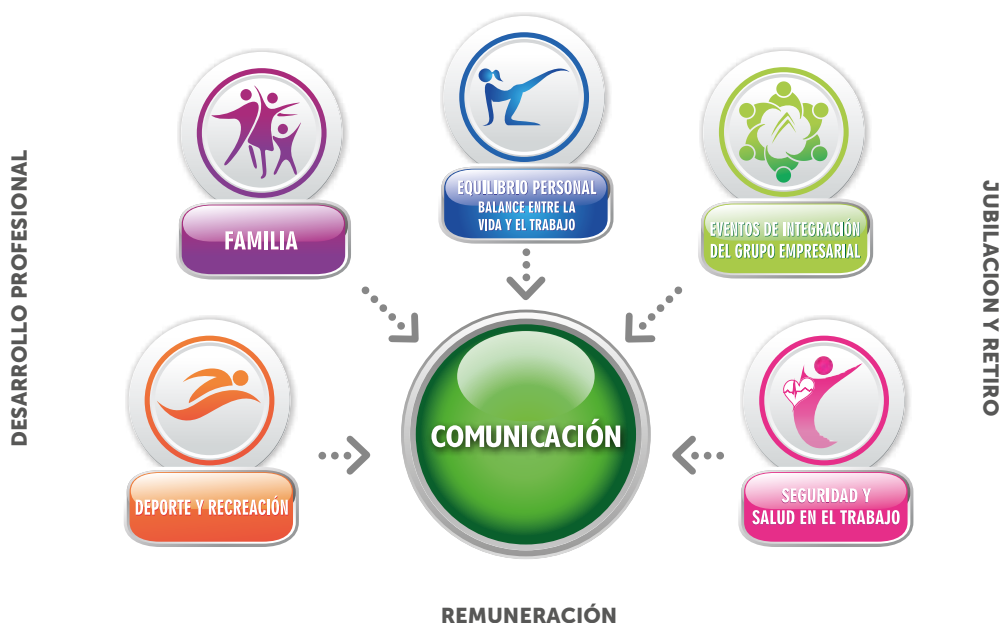 EQUILIBRIO PERSONAL
BALANCE ENTRE LA
VIDA Y EL TRABAJO
FAMILIA
EVENTOS DE INTEGRACIÓN
DEL GRUPO EMPRESARIAL
DESARROLLO PROFESIONAL
JUBILACION Y RETIRO
COMUNICACIÓN
DEPORTE Y RECREACIÓN
SEGURIDAD Y
SALUD EN EL TRABAJO
REMUNERACIÓN